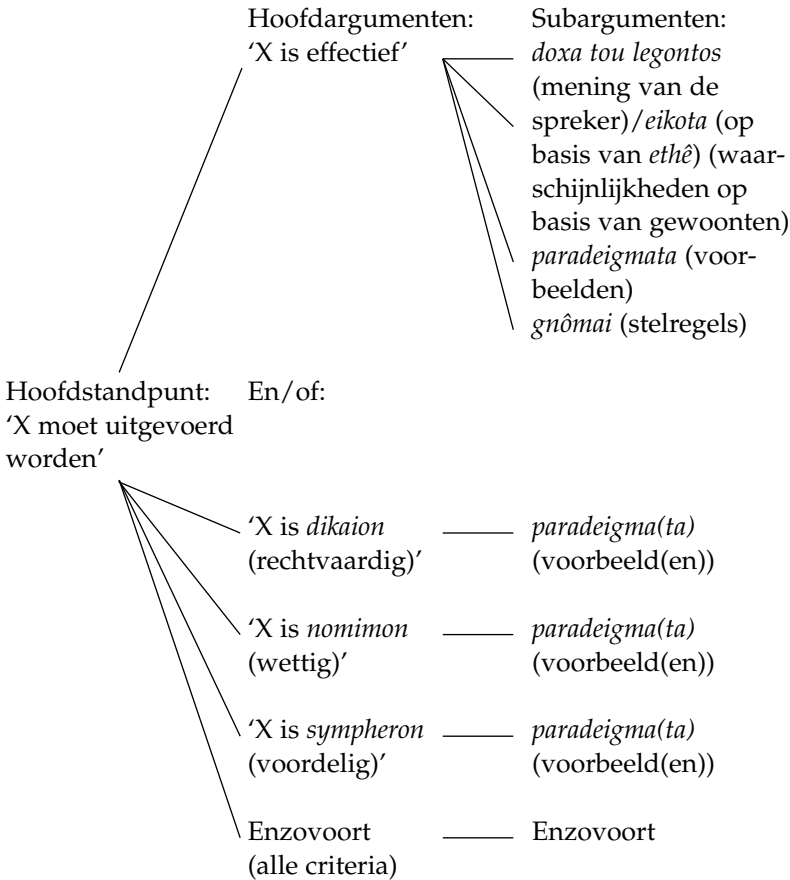 Hoofdargumenten:
‘X is effectief’
Subargumenten:
doxa tou legontos
(mening van de
spreker)/eikota (op
basis van ethê) (waar-
schijnlijkheden op
basis van gewoonten)
paradeigmata (voor-
beelden)
gnômai (stelregels)
Hoofdstandpunt:
‘X moet uitgevoerd
worden’
En/of:
‘X is dikaion
(rechtvaardig)’
paradeigma(ta)
(voorbeeld(en))
‘X is nomimon
(wettig)’
paradeigma(ta)
(voorbeeld(en))
‘X is sympheron
(voordelig)’
paradeigma(ta)
(voorbeeld(en))
Enzovoort
(alle criteria)
Enzovoort